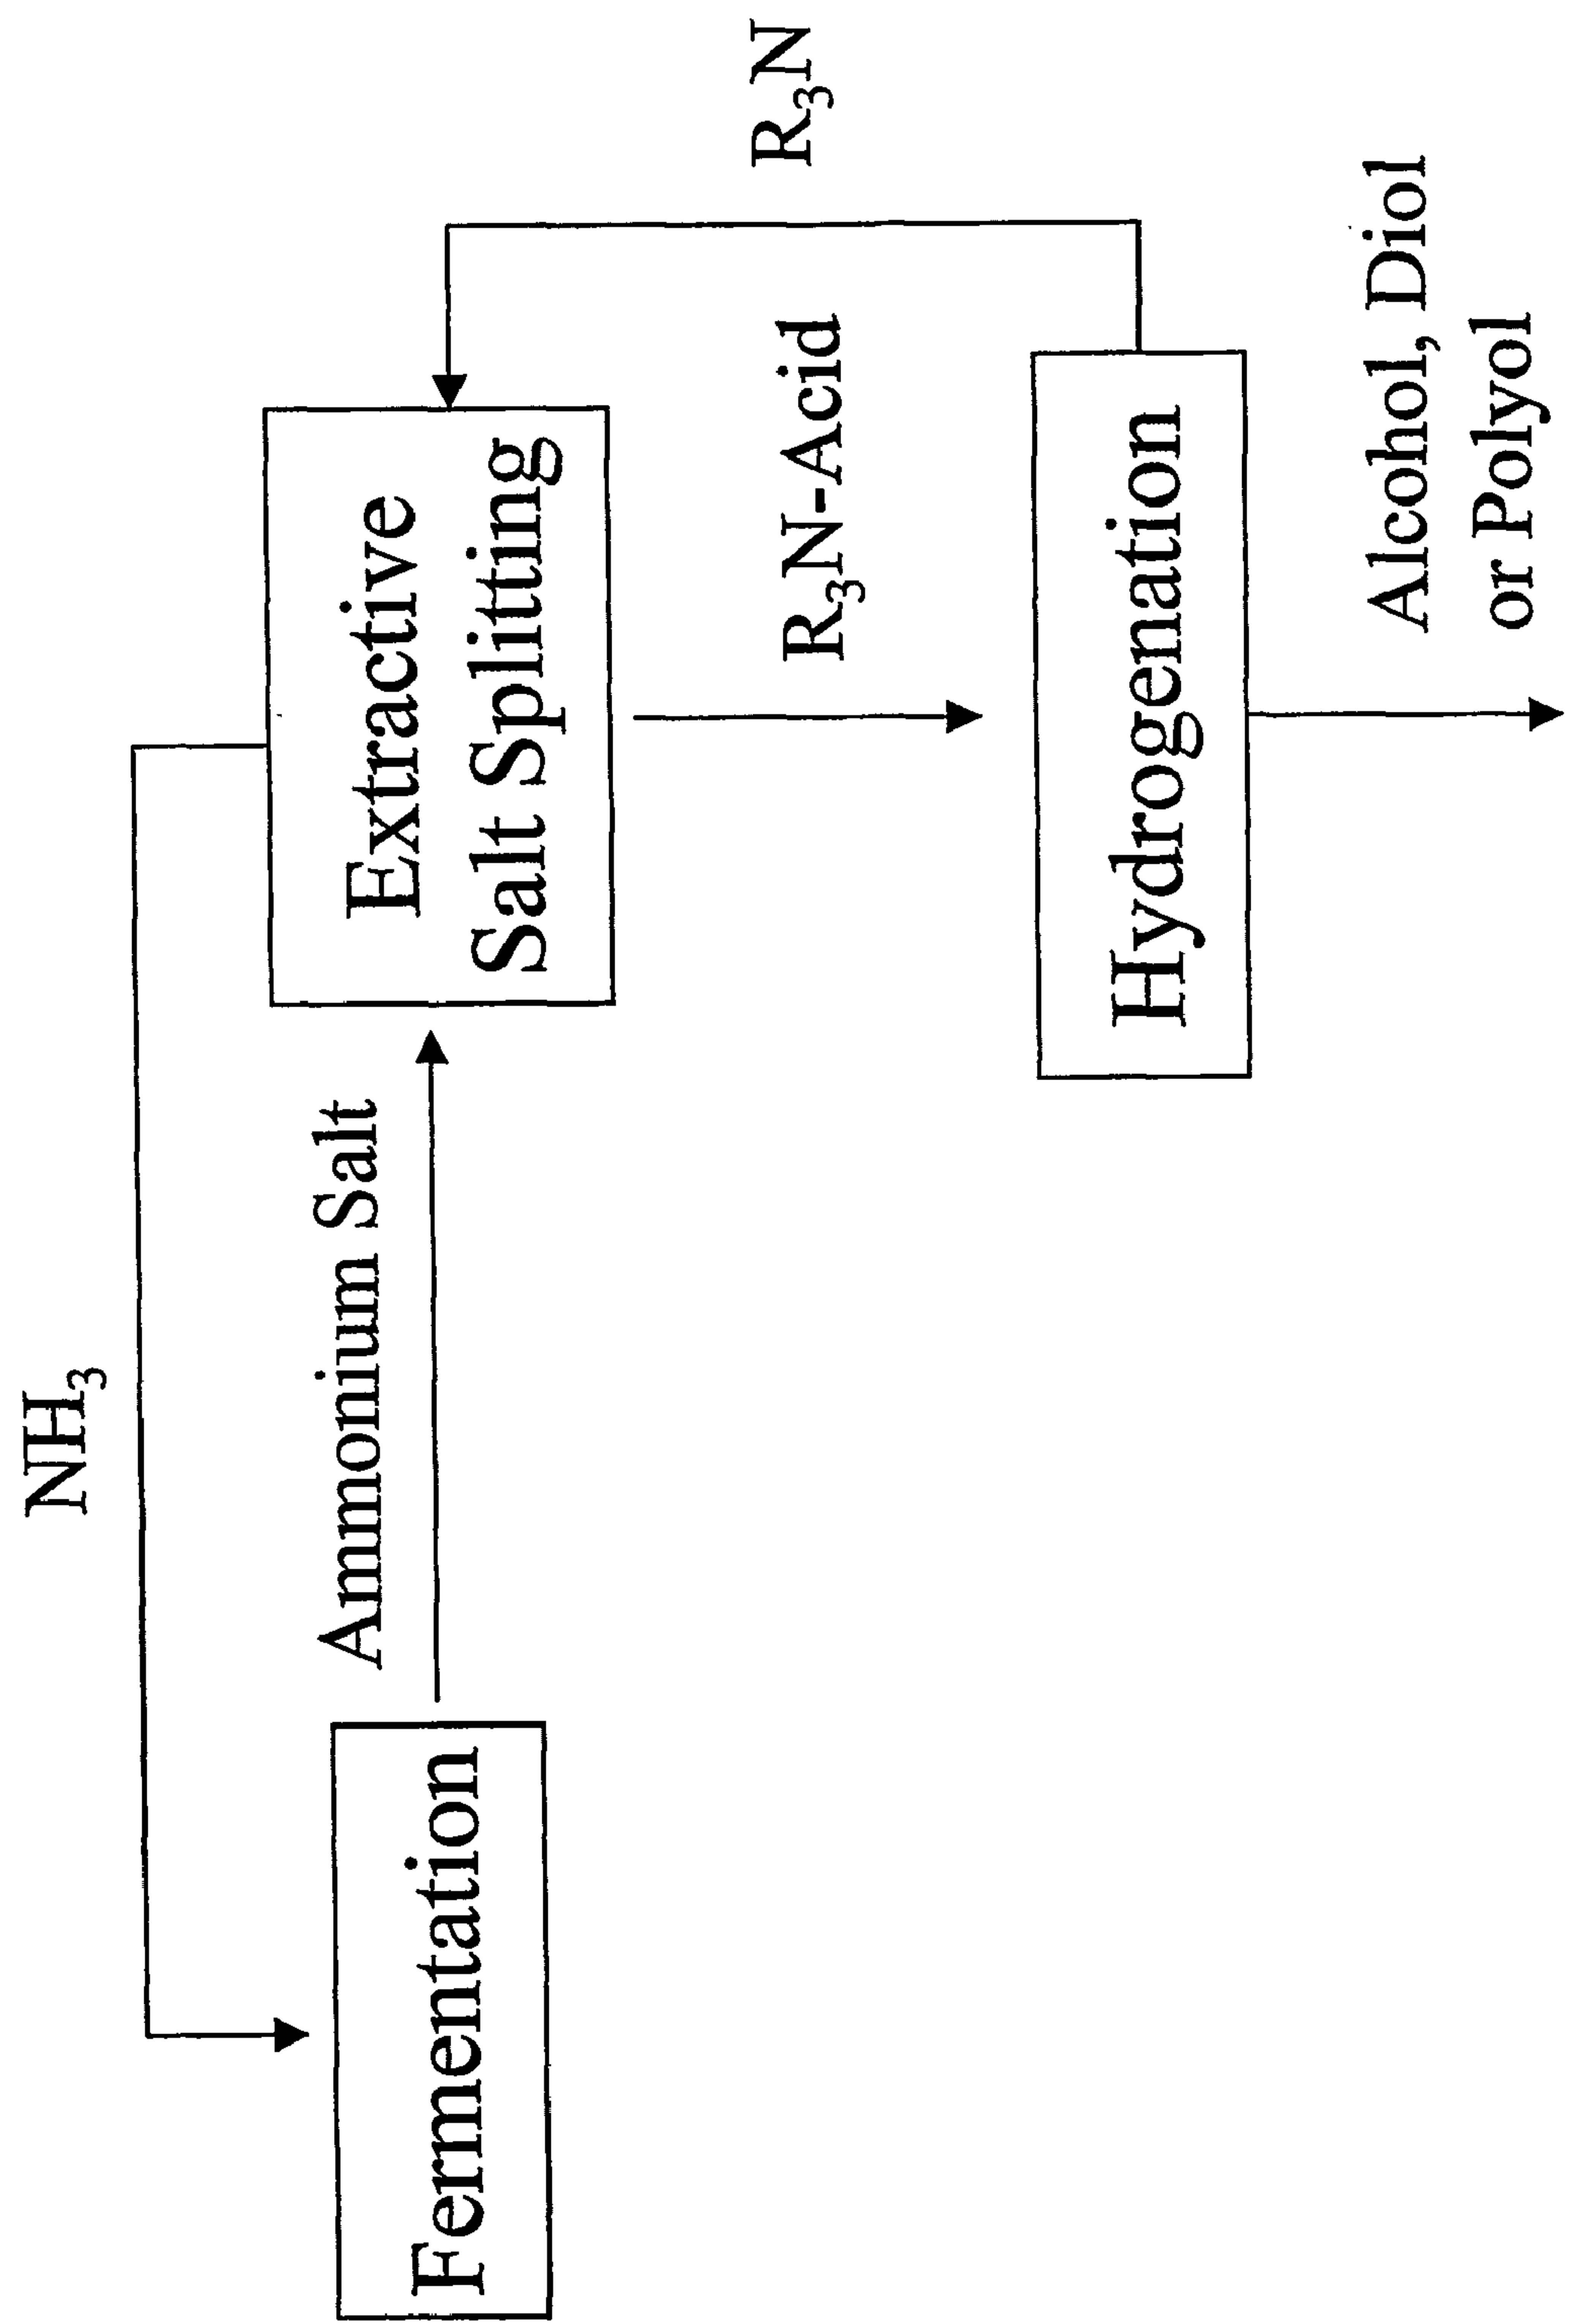 NH₃
Fermentation
Ammonium Salt
Extractive
Salt Splitting
R₃N
R₃N-Acid
Hydrogenation
Alcohol, Diol
or Polyol